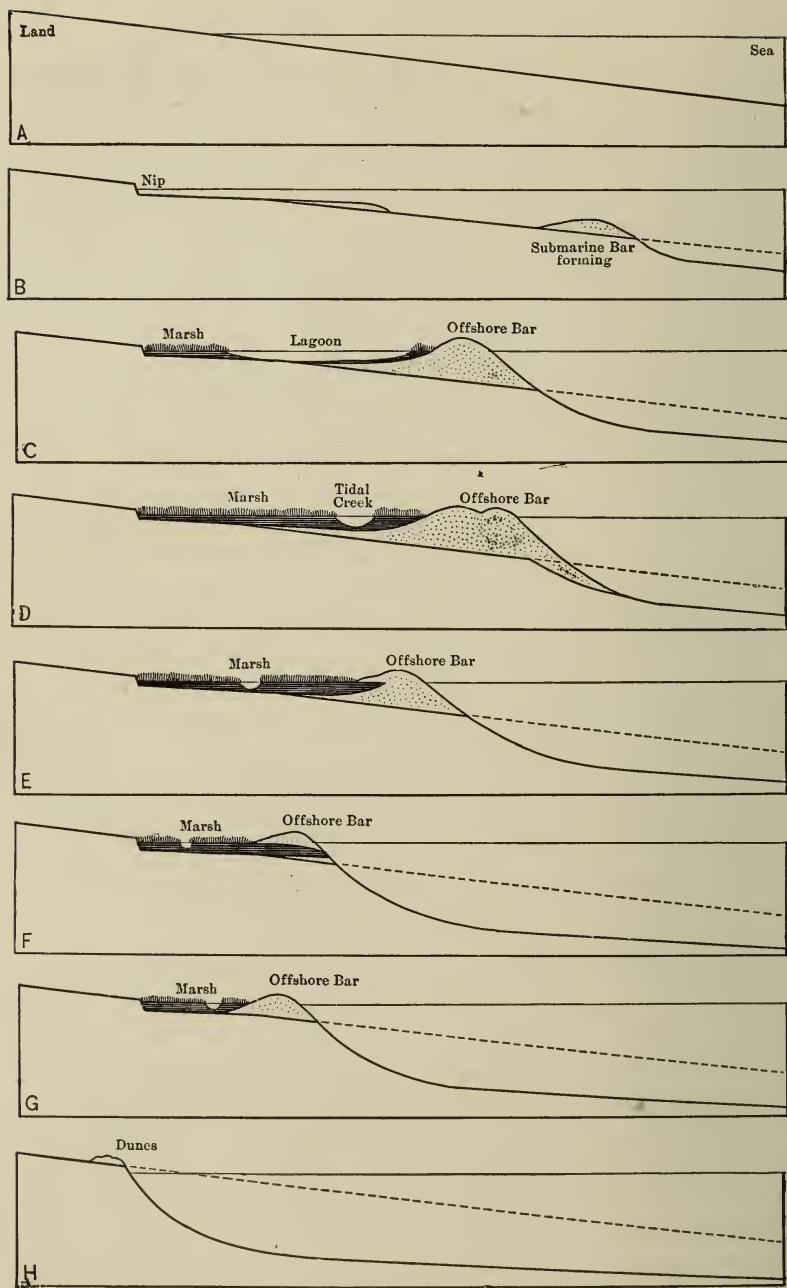 Land
Sea
A
Nip
Submarine Bar
forming
B
Marsh
Lagoon
Offshore Bar
C
Marsh
Tidal
Creek
Offshore Bar
D
Marsh
Offshore Bar
E
Marsh
Offshore Bar
F
Marsh
Offshore Bar
G
Dunes
H